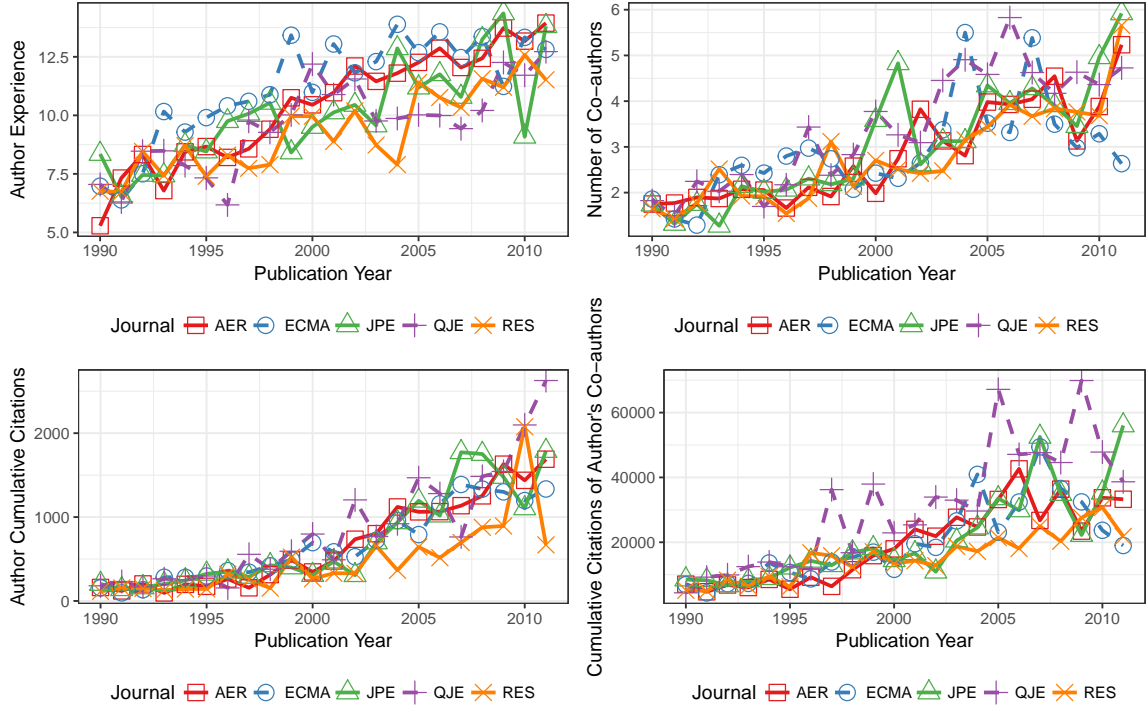 Author Experience
12.5
10.0
7.5
5.0
1990 1995 2000 2005 2010
Publication Year
Journal AER ECMA JPE QJE RES
Number of Co-authors
6
5
4
3
2
1990 1995 2000 2005 2010
Publication Year
Journal AER ECMA JPE QJE RES
Author Cumulative Citations
2000
1000
0
1990 1995 2000 2005 2010
Publication Year
Journal AER ECMA JPE QJE RES
Cumulative Citations of Author's Co-authors
60000
40000
20000
1990 1995 2000 2005 2010
Publication Year
Journal AER ECMA JPE QJE RES